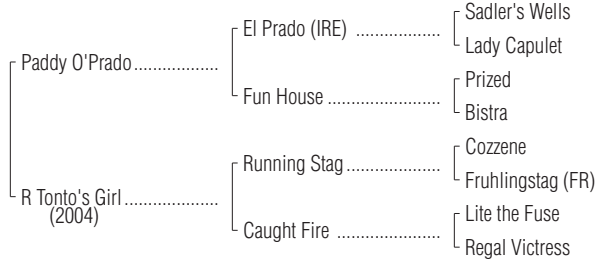 Sadler's Wells
El Prado (IRE) ..................
Lady Capulet
Paddy O'Prado ..................
Prized
Fun House ........................
Bistra
Cozzene
Running Stag ....................
Fruhlingstag (FR)
R Tonto's Girl ....................
(2004)
Lite the Fuse
Caught Fire ......................
Regal Victress